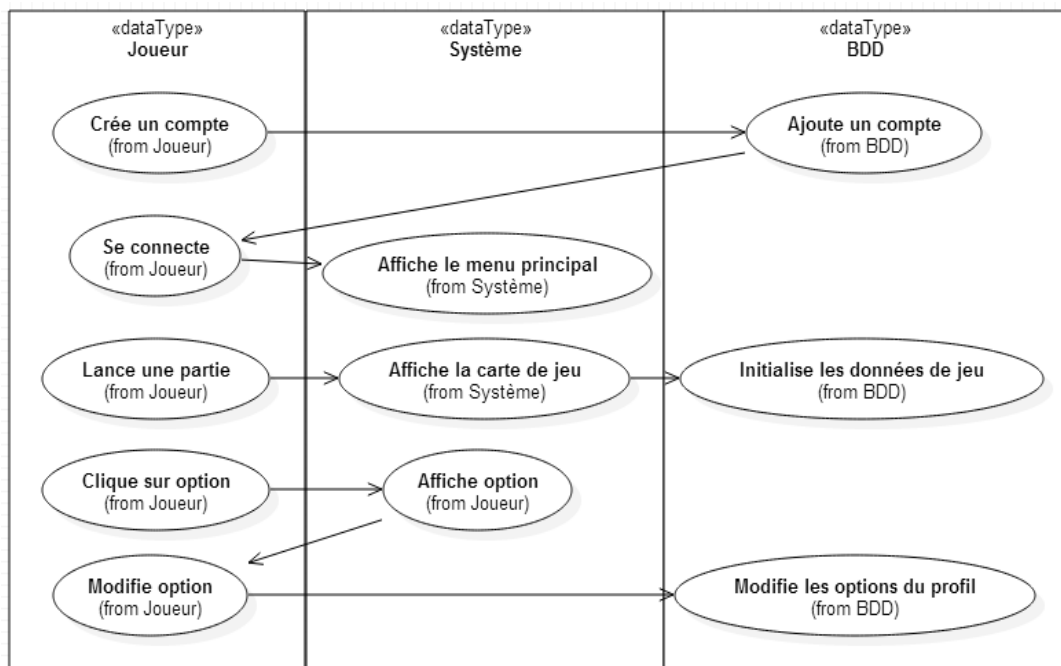 «dataType»
Joueur
«dataType»
Système
«dataType»
BDD
Crée un compte
(from Joueur)
Ajoute un compte
(from BDD)
Se connecte
(from Joueur)
Affiche le menu principal
(from Système)
Lance une partie
(from Joueur)
Affiche la carte de jeu
(from Système)
Initialise les données de jeu
(from BDD)
Clique sur option
(from Joueur)
Affiche option
(from Joueur)
Modifie option
(from Joueur)
Modifie les options du profil
(from BDD)